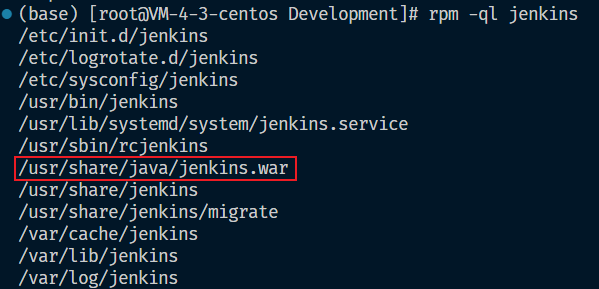 (base) [root@VM-4-3-centos Development]# rpm -ql jenkins
/etc/init.d/jenkins
/etc/logrotate.d/jenkins
/etc/sysconfig/jenkins
/usr/bin/jenkins
/usr/lib/systemd/system/jenkins.service
/usr/sbin/rcjenkins
/usr/share/java/jenkins.war
/usr/share/jenkins
/usr/share/jenkins/migrate
/var/cache/jenkins
/var/lib/jenkins
/var/log/jenkins